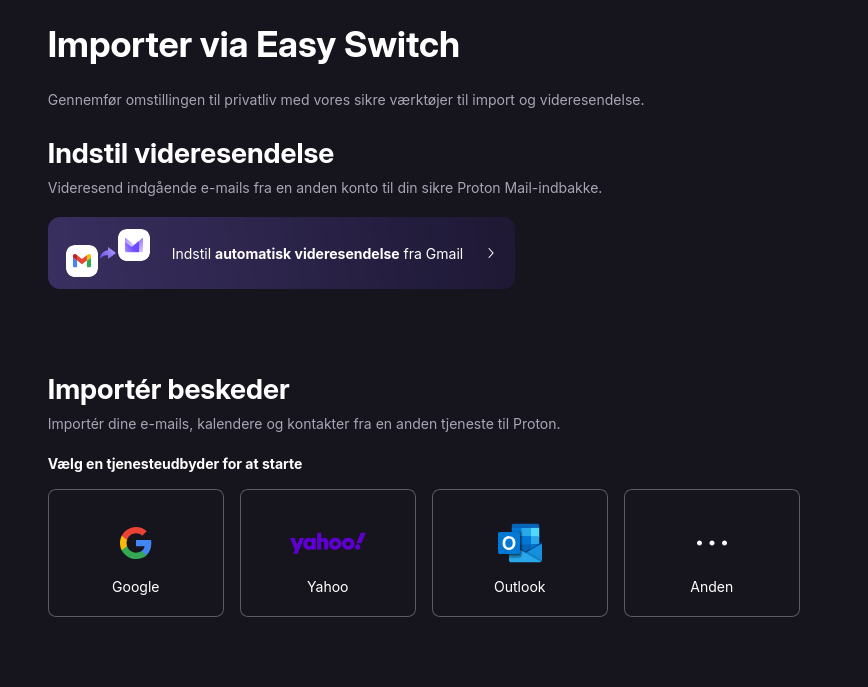 Importer via Easy Switch
Gennemfør omstillingen til privatliv med vores sikre værktøjer til import og videresendelse.
Indstil videresendelse
Videresend indgående e-mails fra en anden konto til din sikre Proton Mail-indbakke.
Indstil automatisk videresendelse fra Gmail
Importér beskeder
Importér dine e-mails, kalendere og kontakter fra en anden tjeneste til Proton.
Vælg en tjenesteudbyder for at starte
yahoo!
Google
Yahoo
Outlook
Anden